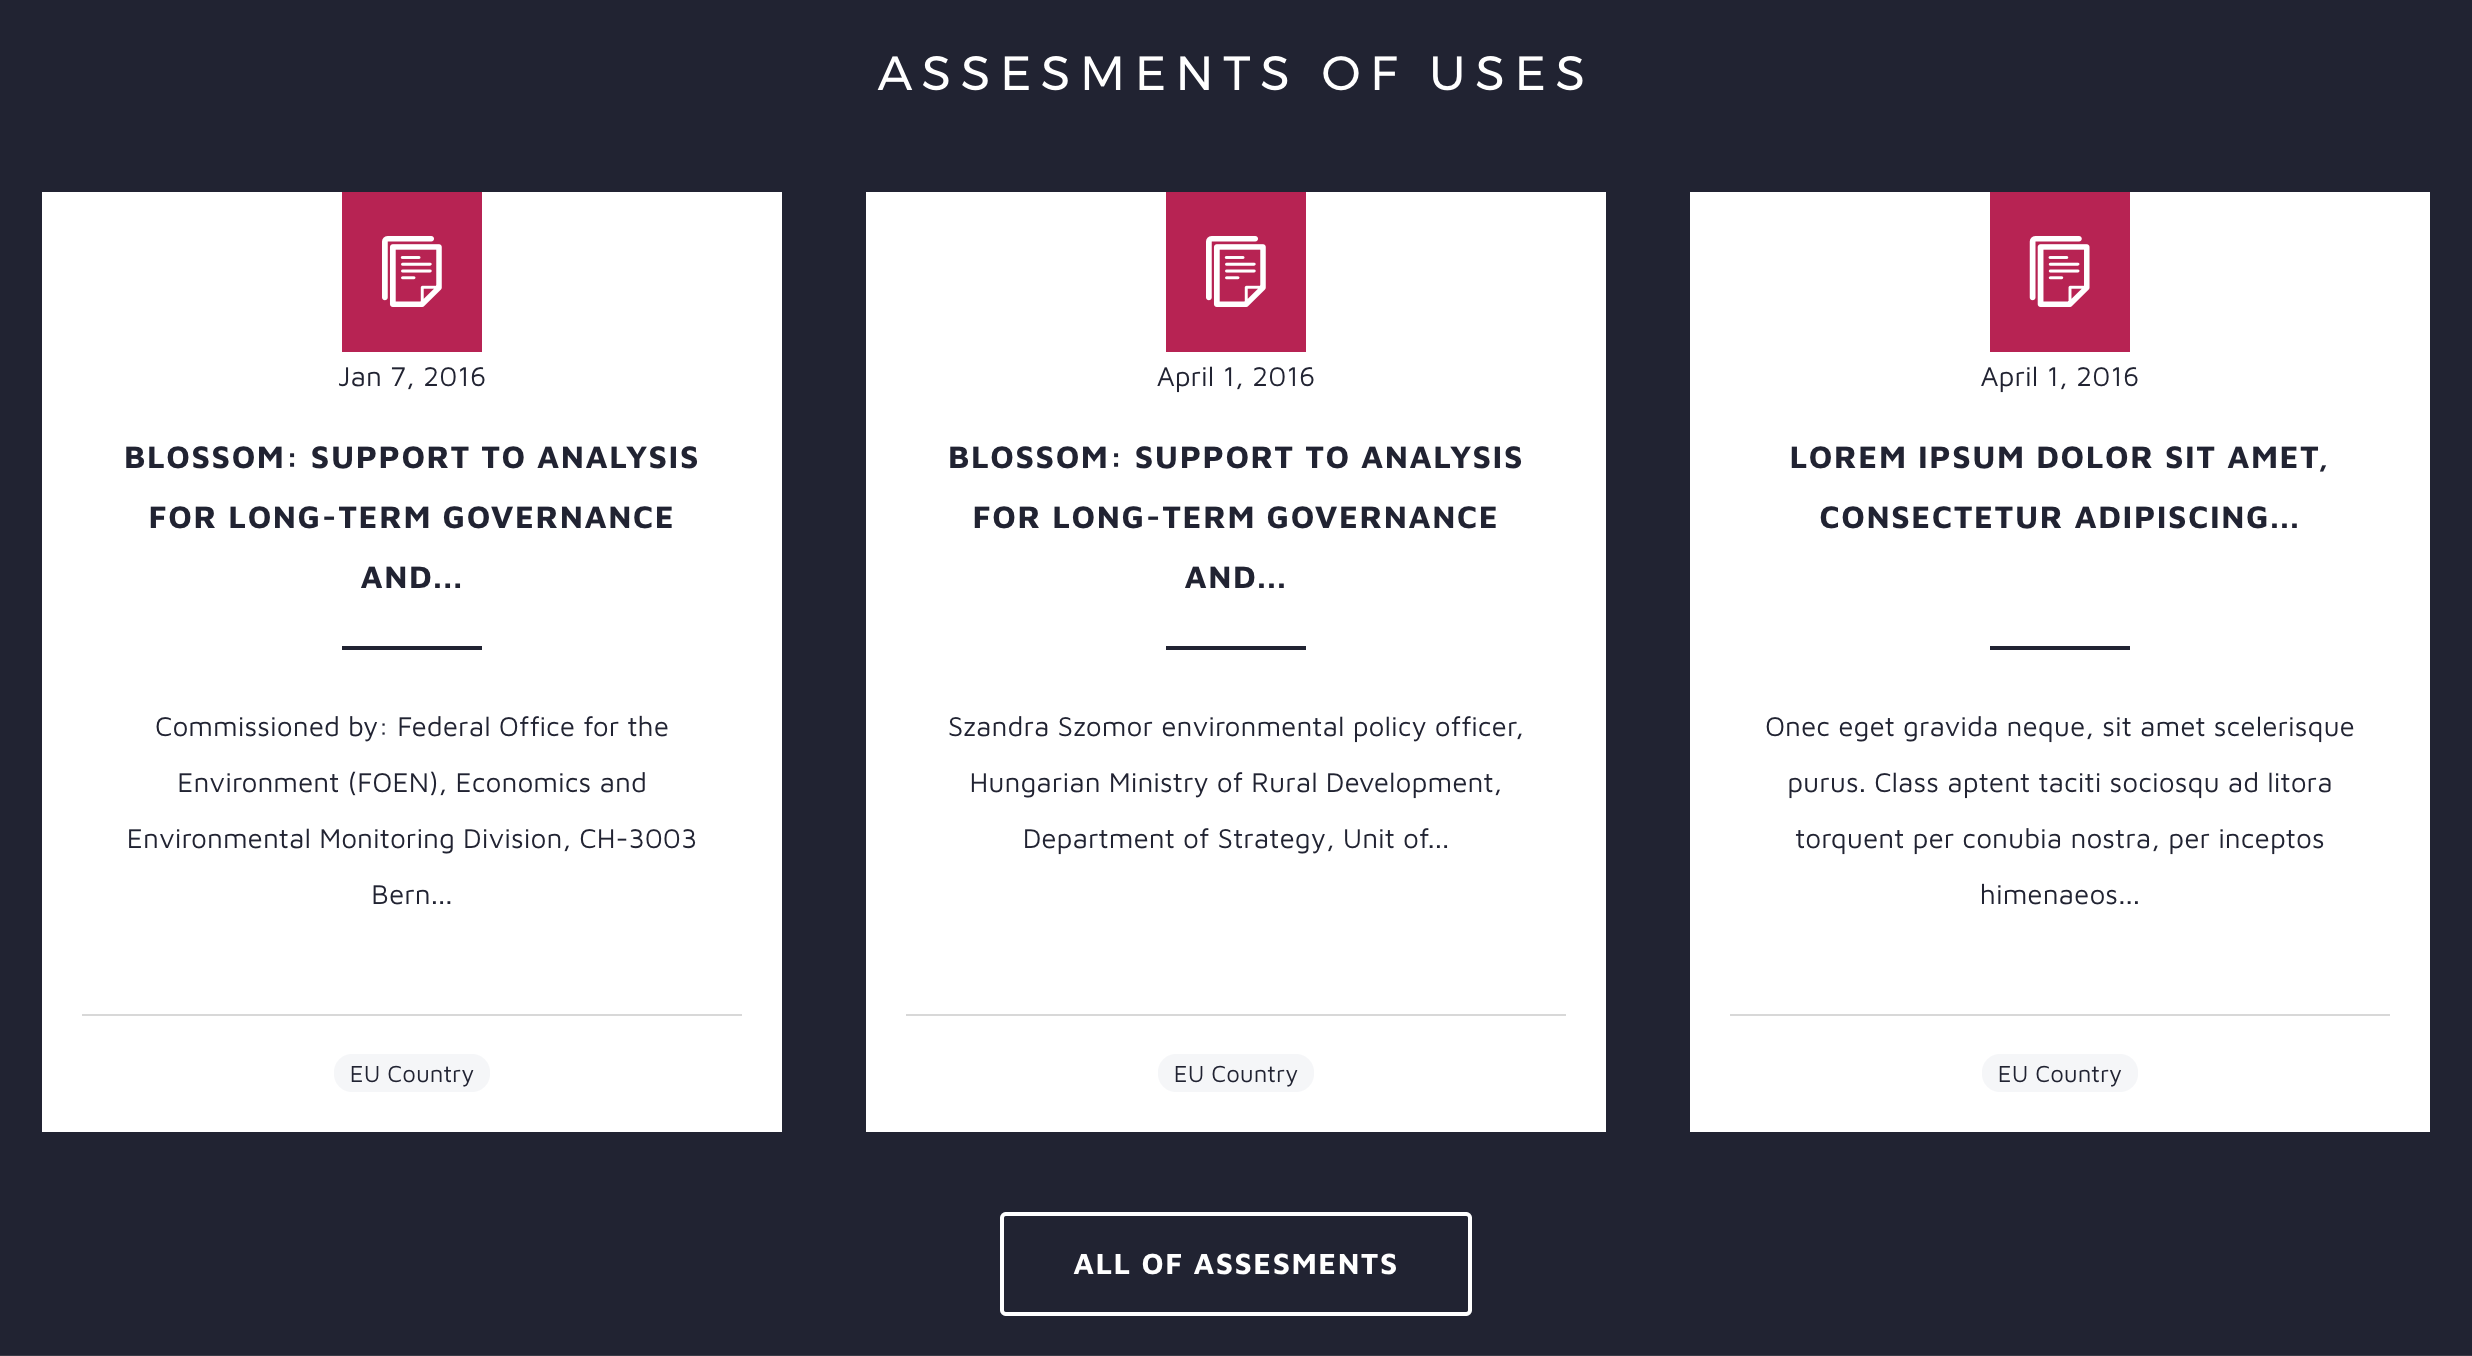 ASSESMENTS OF USES
Jan 7, 2016
BLOSSOM: SUPPORT TO ANALYSIS
FOR LONG-TERM GOVERNANCE
AND...
Commissioned by: Federal Office for the
Environment (FOEN), Economics and
Environmental Monitoring Division, CH-3003
Bern...
EU Country
April 1, 2016
BLOSSOM: SUPPORT TO ANALYSIS
FOR LONG-TERM GOVERNANCE
AND...
Szandra Szomor environmental policy officer,
Hungarian Ministry of Rural Development,
Department of Strategy, Unit of...
EU Country
April 1, 2016
LOREM IPSUM DOLOR SIT AMET,
CONSECTETUR ADIPISCING...
Onec eget gravida neque, sit amet scelerisque
purus. Class aptent taciti sociosqu ad litora
torquent per conubia nostra, per inceptos
himenaeos...
EU Country
ALL OF ASSESMENTS